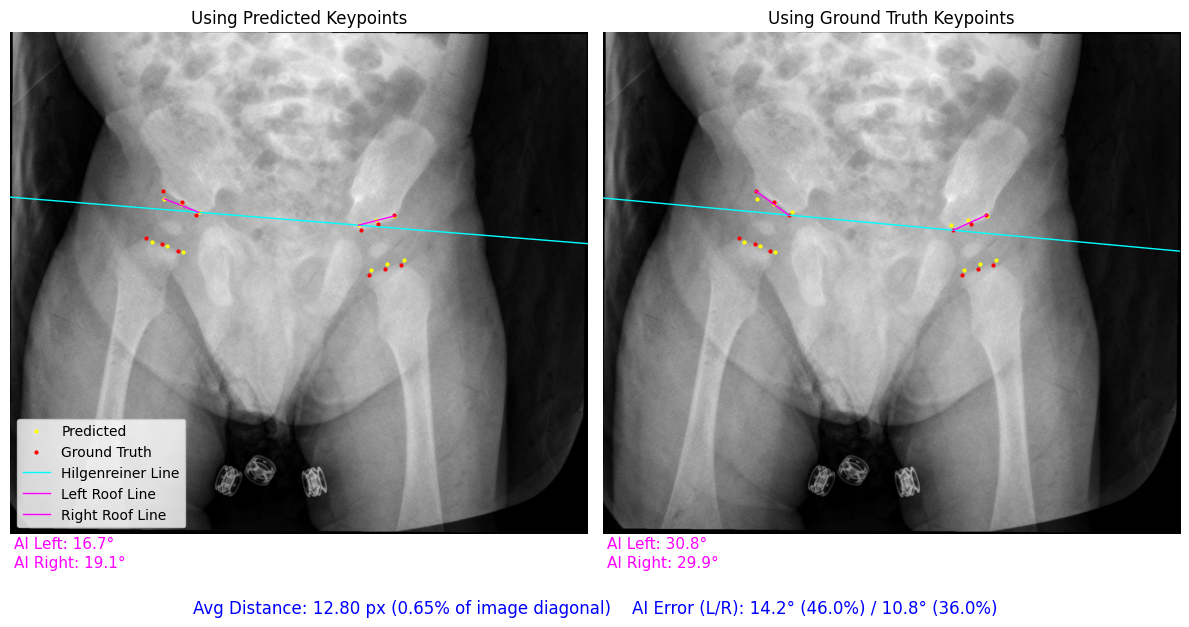 Using Predicted Keypoints
Using Ground Truth Keypoints
Predicted
Ground Truth
Hilgenreiner Line
Left Roof Line
Right Roof Line
AI Left: 16.7°
AI Right: 19.1°
AI Left: 30.8°
AI Right: 29.9°
Avg Distance: 12.80 px (0.65% of image diagonal)    AI Error (L/R): 14.2° (46.0%) / 10.8° (36.0%)